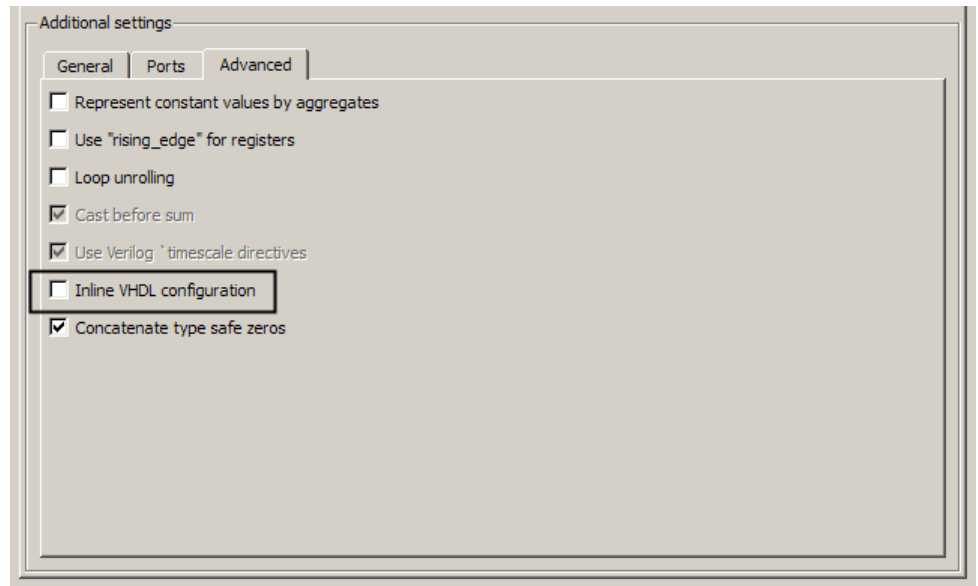 Additional settings
General
Ports
Advanced
Represent constant values by aggregates
Use "rising_edge" for registers
Loop unrolling
Cast before sum
Use Verilog `timescale directives
Inline VHDL configuration
Concatenate type safe zeros